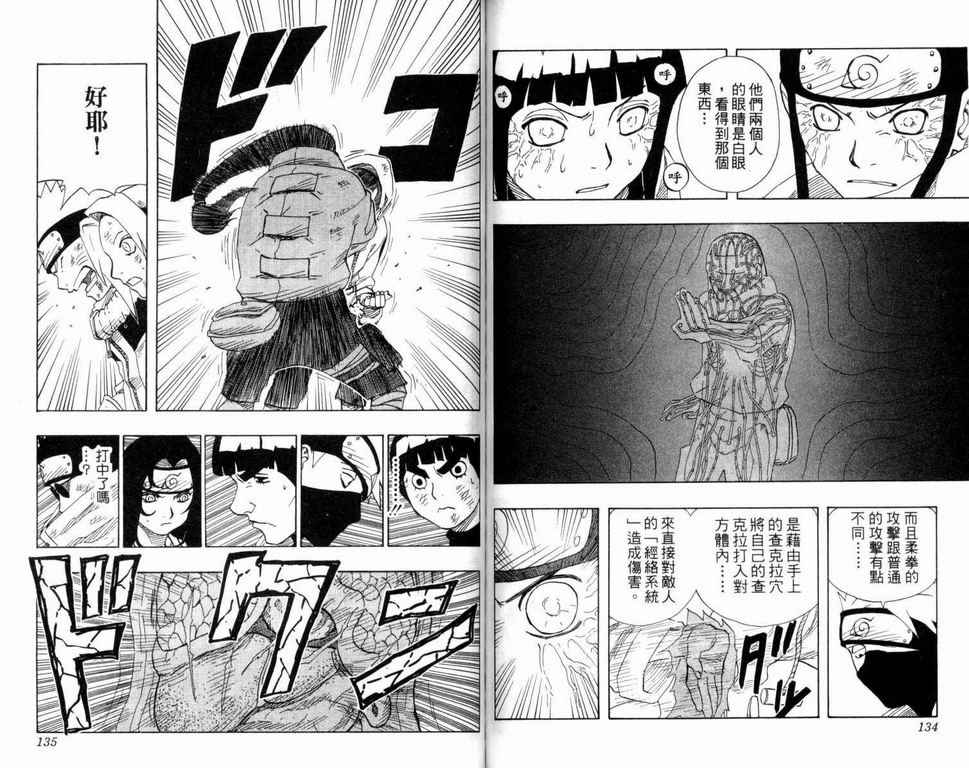 他們兩個人
的眼睛是白眼
，看得到那個
東西…
呼
呼
呼
而且柔拳的
攻擊跟普通
的攻擊有點
不同……
是藉由手上
的查克拉穴
將自己的查
克拉打入對
方體內……
來直接對敵人
的「經絡系統
」造成傷害。
134
ドコ
好耶！
………
打中了嗎
…？
ドクン
135